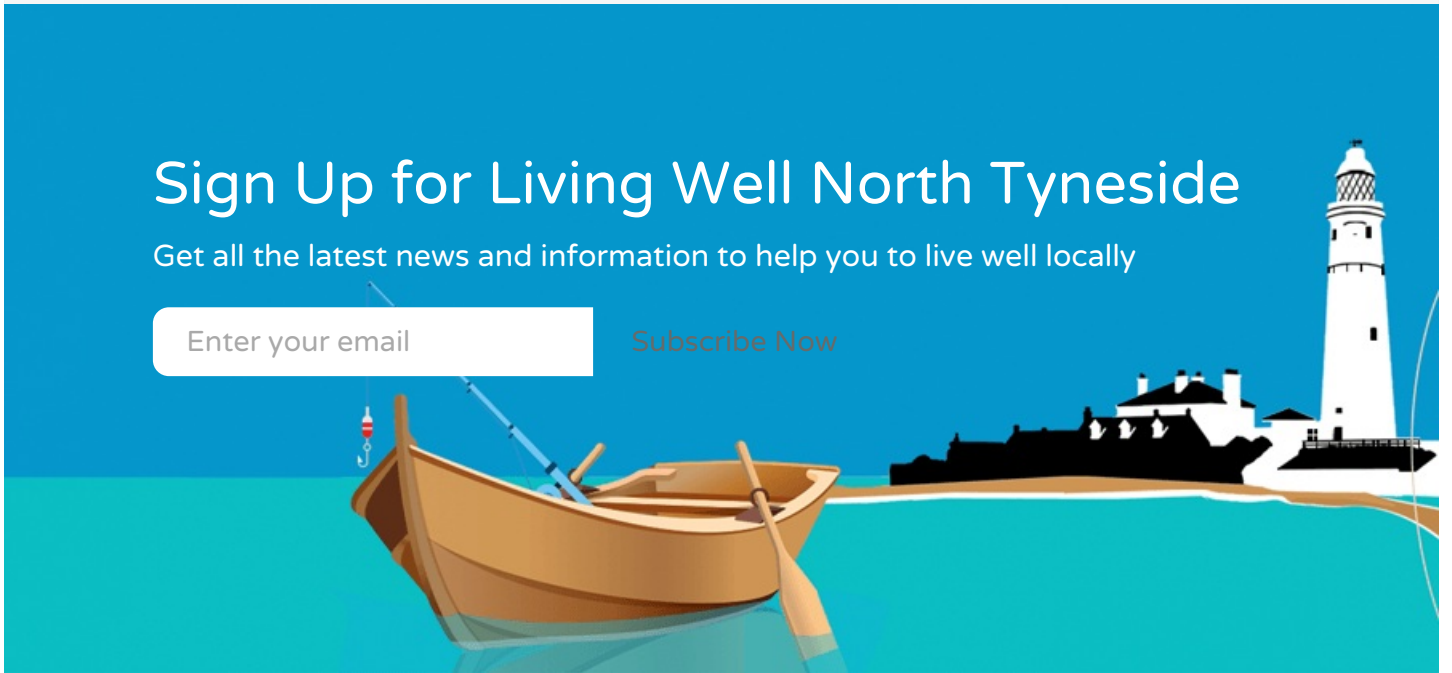 Sign Up for Living Well North Tyneside
Get all the latest news and information to help you to live well locally
Enter your email
Subscribe Now